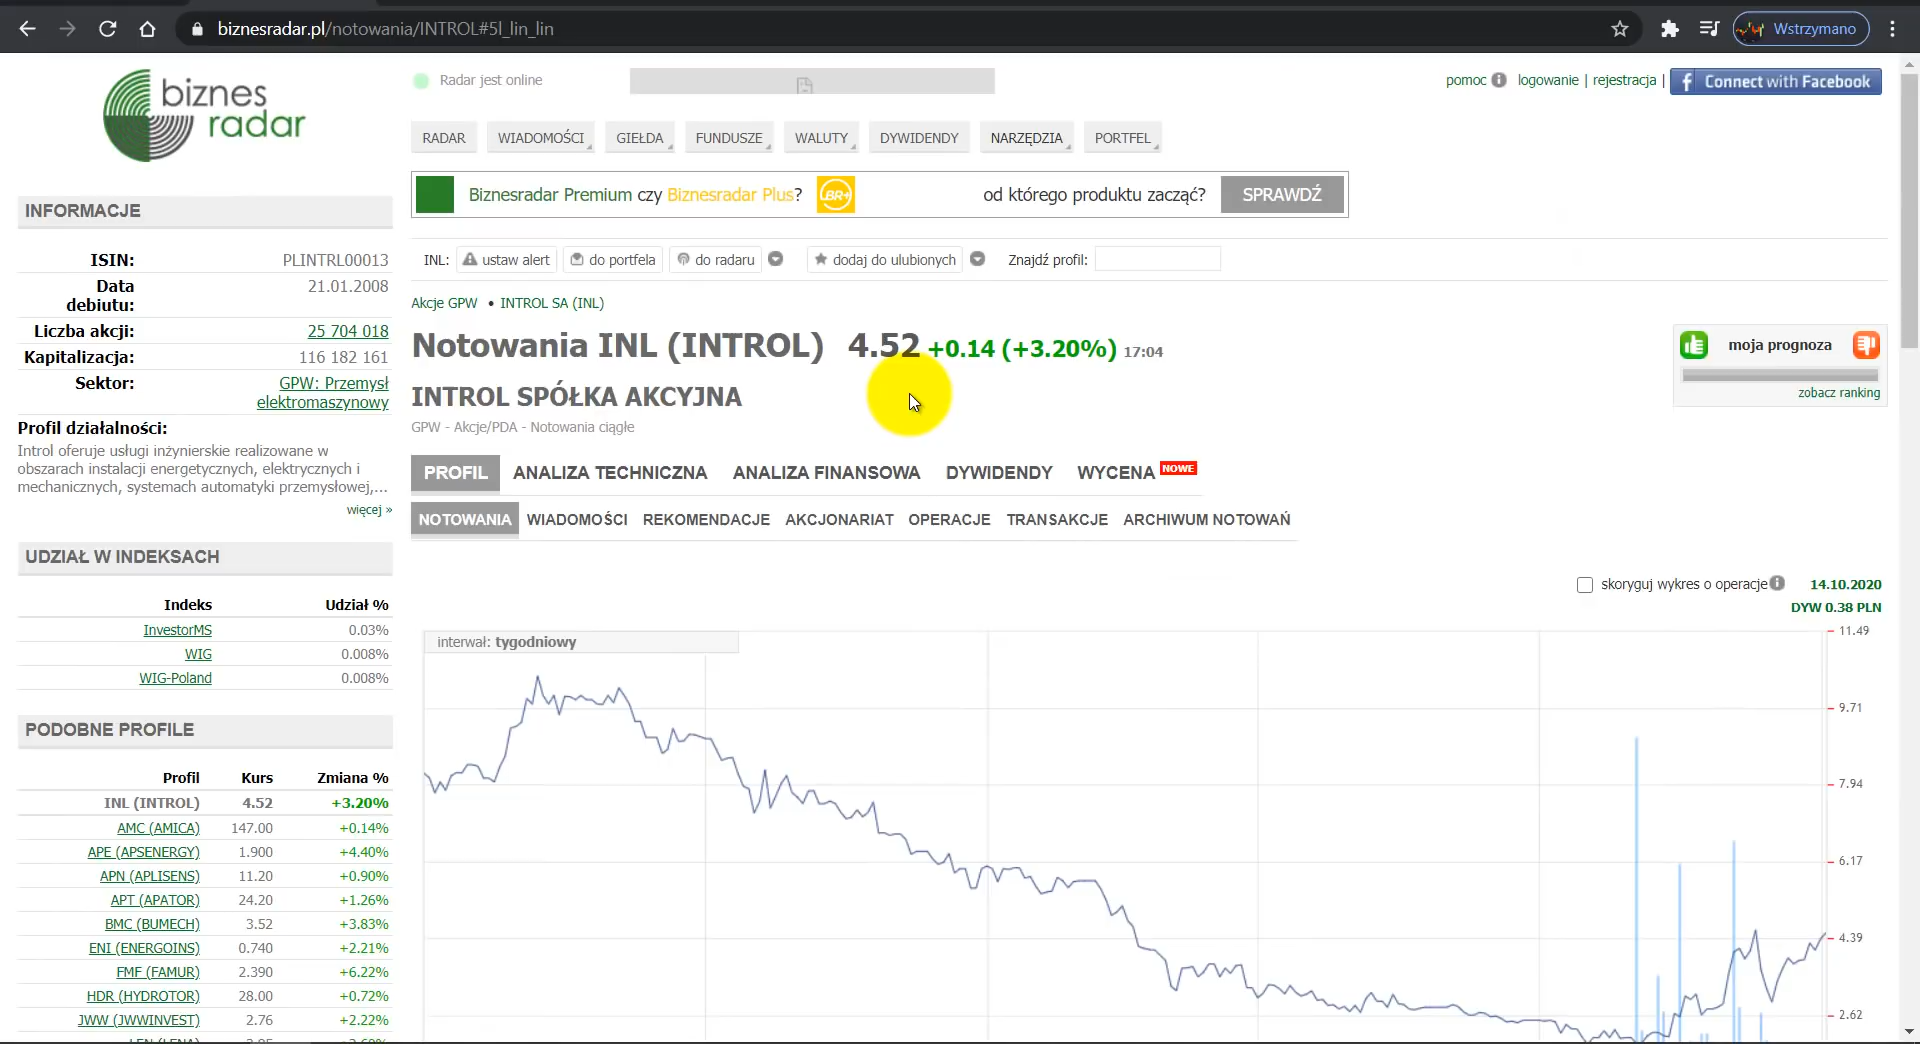 biznesradar.pl/notowania/INTROL#5l_lin_lin
Wstrzymano
biznes
radar
Radar jest online
pomoc
logowanie | rejestracja |
Connect with Facebook
RADAR
WIADOMOŚCI
GIEŁDA
FUNDUSZE
WALUTY
DYWIDENDY
NARZĘDZIA
PORTFEL
Biznesradar Premium czy Biznesradar Plus?
BR+
od którego produktu zacząć?
SPRAWDŹ
INL:
ustaw alert
do portfela
do radaru
dodaj do ulubionych
Znajdź profil:
Akcje GPW • INTROL SA (INL)
Notowania INL (INTROL) 4.52 +0.14 (+3.20%) 17:04
INTROL SPÓŁKA AKCYJNA
GPW - Akcje/PDA - Notowania ciągłe
moja prognoza
zobacz ranking
PROFIL
ANALIZA TECHNICZNA
ANALIZA FINANSOWA
DYWIDENDY
WYCENA NOWE
NOTOWANIA
WIADOMOŚCI
REKOMENDACJE
AKCJONARIAT
OPERACJE
TRANSAKCJE
ARCHIWUM NOTOWAŃ
skoryguj wykres o operacje
14.10.2020
DYW 0.38 PLN
interwał: tygodniowy
11.49
9.71
7.94
6.17
4.39
2.62
INFORMACJE
ISIN: PLINTRL00013
Data debiutu: 21.01.2008
Liczba akcji: 25 704 018
Kapitalizacja: 116 182 161
Sektor: GPW: Przemysł
elektromaszynowy
Profil działalności:
Introl oferuje usługi inżynierskie realizowane w
obszarach instalacji energetycznych, elektrycznych i
mechanicznych, systemach automatyki przemysłowej,...
więcej »
UDZIAŁ W INDEKSACH
Indeks Udział %
InvestorMS 0.03%
WIG 0.008%
WIG-Poland 0.008%
PODOBNE PROFILE
Profil Kurs Zmiana %
INL (INTROL) 4.52 +3.20%
AMC (AMICA) 147.00 +0.14%
APE (APSENERGY) 1.900 +4.40%
APN (APLISENS) 11.20 +0.90%
APT (APATOR) 24.20 +1.26%
BMC (BUMECH) 3.52 +3.83%
ENI (ENERGOINS) 0.740 +2.21%
FMF (FAMUR) 2.390 +6.22%
HDR (HYDROTOR) 28.00 +0.72%
JWW (JWWINVEST) 2.76 +2.22%